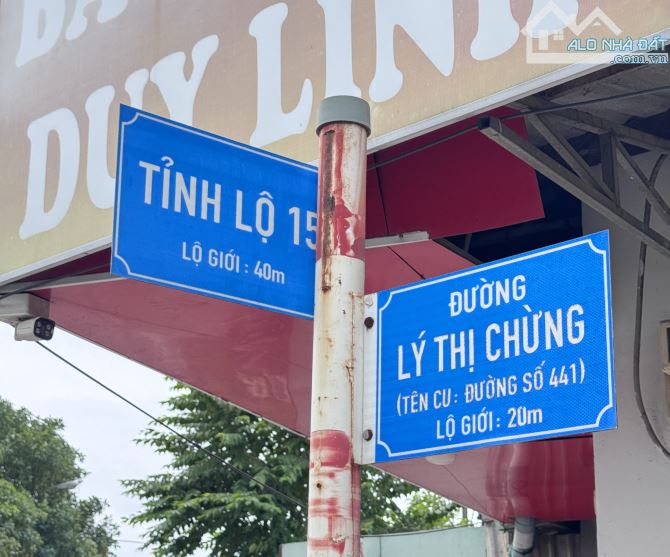 DUY LINH
ALO NHÀ ĐẤT
.com.vn
TỈNH LỘ 15
LỘ GIỚI : 40m
ĐƯỜNG
LÝ THỊ CHỪNG
(TÊN CU : ĐƯỜNG SỐ 441)
LỘ GIỚI : 20m